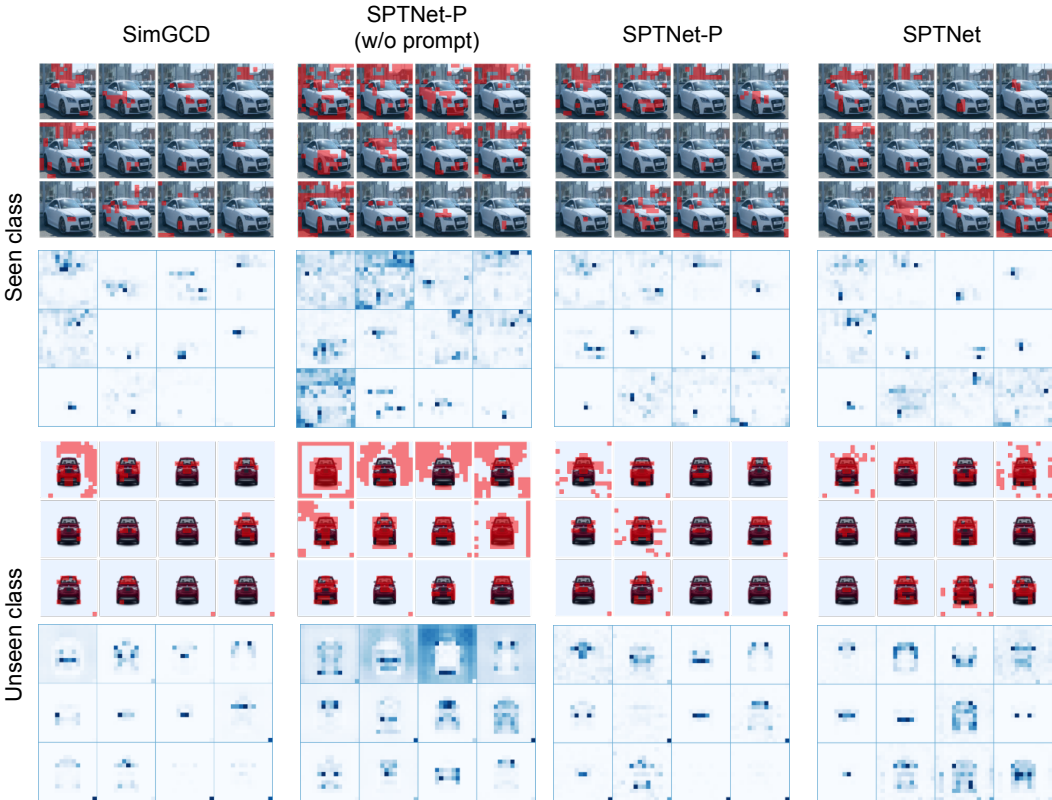 SimGCD
SPTNet-P
(w/o prompt)
SPTNet-P
SPTNet
Seen class
Unseen class